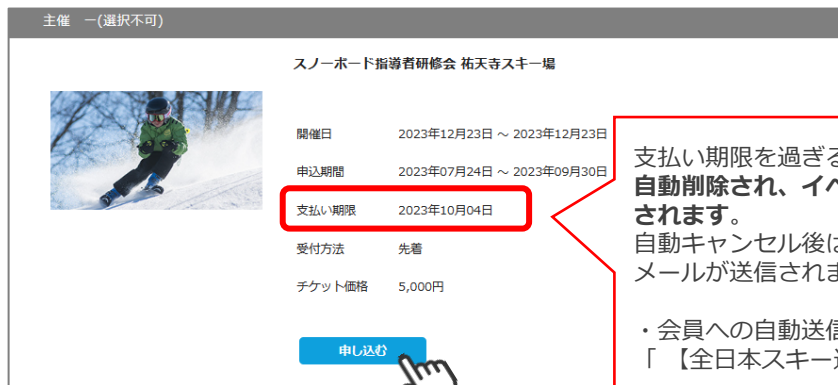 主催 ー(選択不可)
スノーボード指導者研修会 祐天寺スキー場
開催日 2023年12月23日 ～ 2023年12月23日
申込期間 2023年07月24日 ～ 2023年09月30日
支払い期限 2023年10月04日
受付方法 先着
チケット価格 5,000円
申し込む
支払い期限を過ぎる
自動削除され、イベ
されます。
自動キャンセル後は
メールが送信されま
・会員への自動送信
「 【全日本スキー連